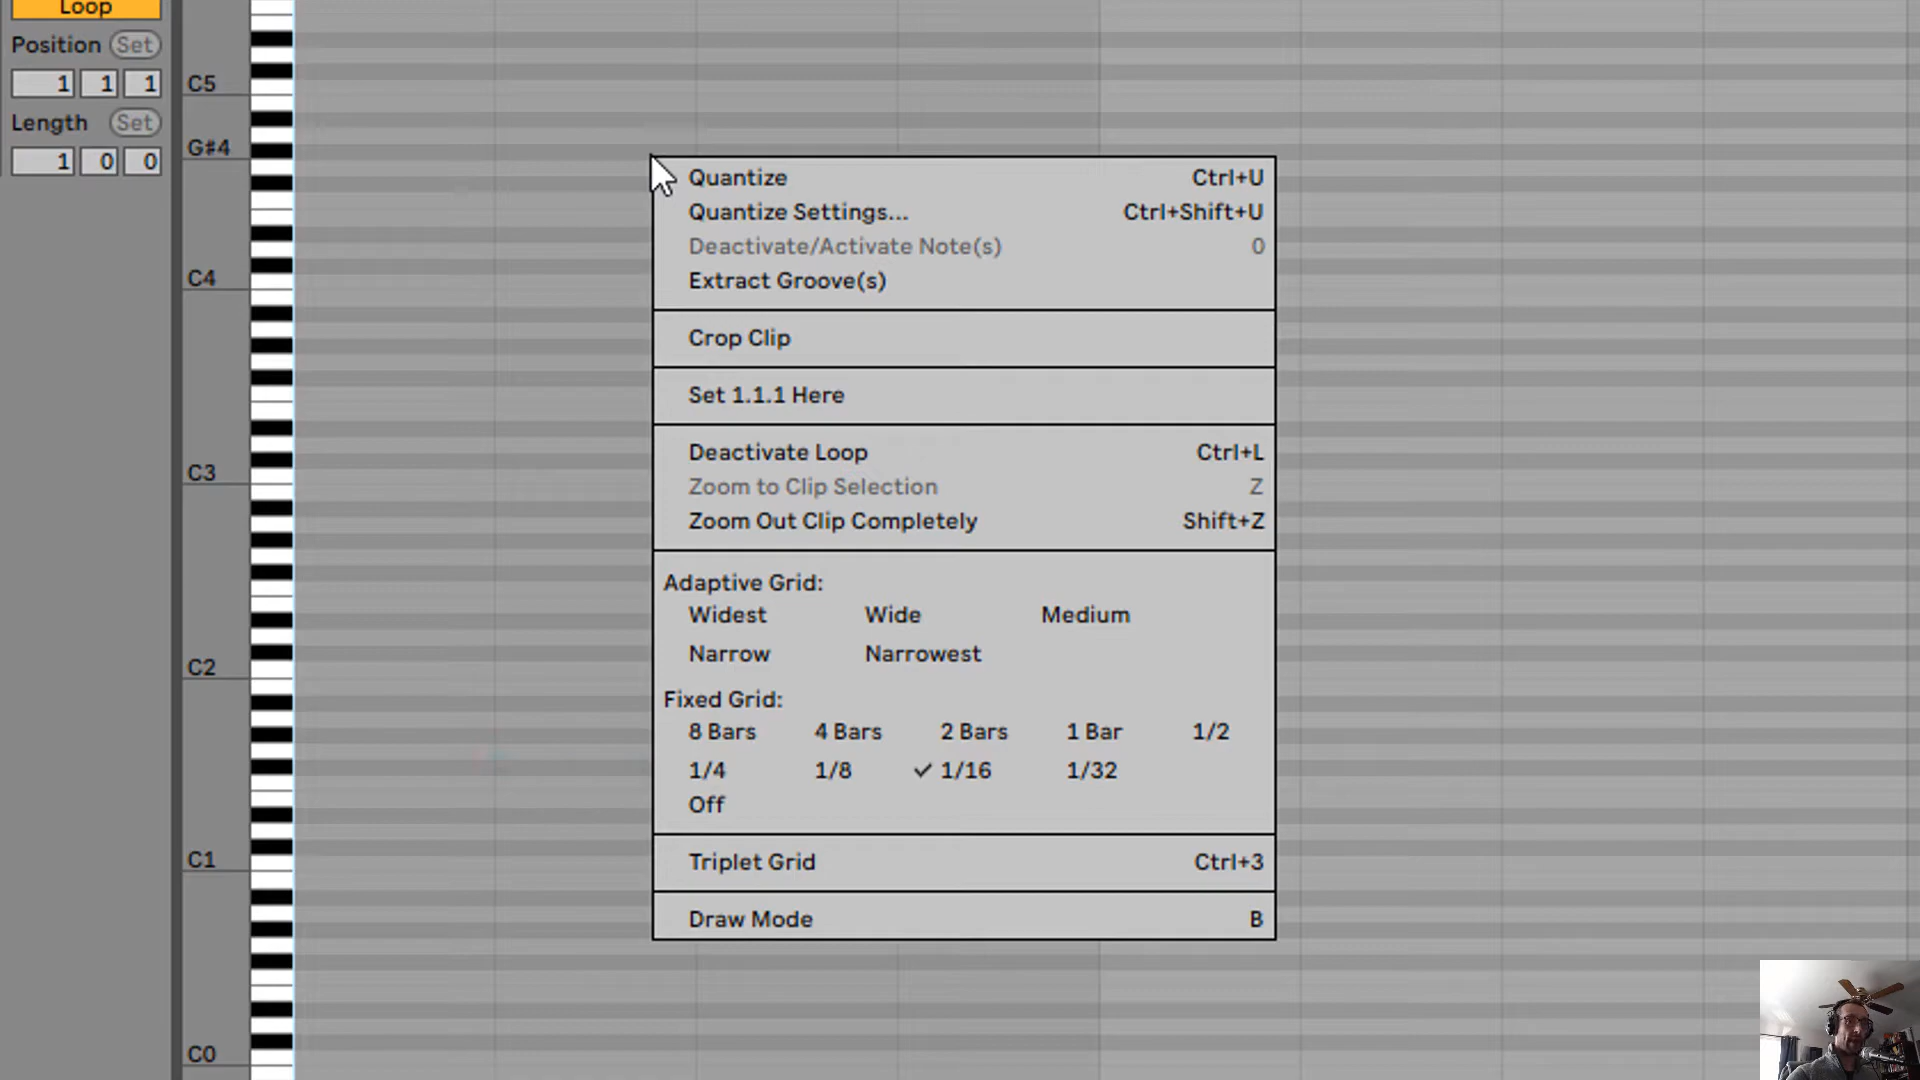 Loop
Position Set
1 1 1
Length Set
1 0 0
C5
G#4
C4
C3
C2
C1
C0
Quantize Ctrl+U
Quantize Settings... Ctrl+Shift+U
Deactivate/Activate Note(s) 0
Extract Groove(s)
Crop Clip
Set 1.1.1 Here
Deactivate Loop Ctrl+L
Zoom to Clip Selection Z
Zoom Out Clip Completely Shift+Z
Adaptive Grid:
Widest Wide Medium
Narrow Narrowest
Fixed Grid:
8 Bars 4 Bars 2 Bars 1 Bar 1/2
1/4 1/8 ✓ 1/16 1/32
Off
Triplet Grid Ctrl+3
Draw Mode B